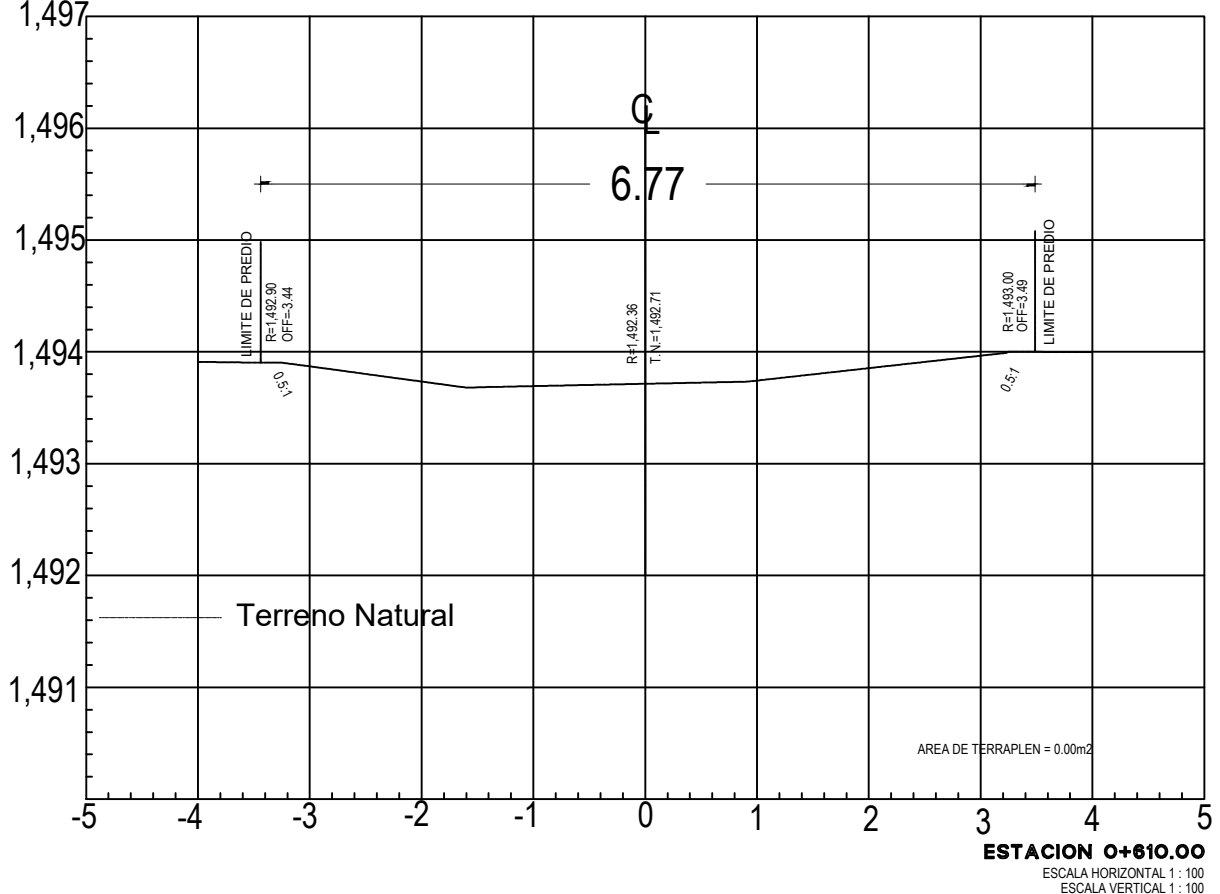 1,497
1,496
1,495
1,494
1,493
1,492
1,491
CL
6.77
LIMITE DE PREDIO
R=1,492.90
OFF=-3.44
R=1,492.36
T.N.=1,492.71
R=1,493.00
OFF=3.49
LIMITE DE PREDIO
0.5:1
0.5:1
Terreno Natural
AREA DE TERRAPLEN = 0.00m2
-5 -4 -3 -2 -1 0 1 2 3 4 5
ESTACION 0+610.00
ESCALA HORIZONTAL 1 : 100
ESCALA VERTICAL 1 : 100